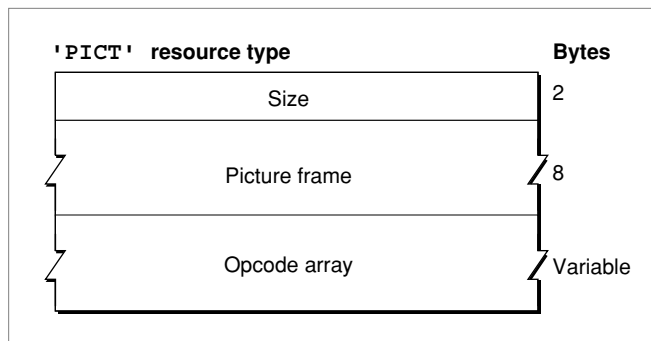 'PICT' resource type Bytes
Size 2
Picture frame 8
Opcode array Variable